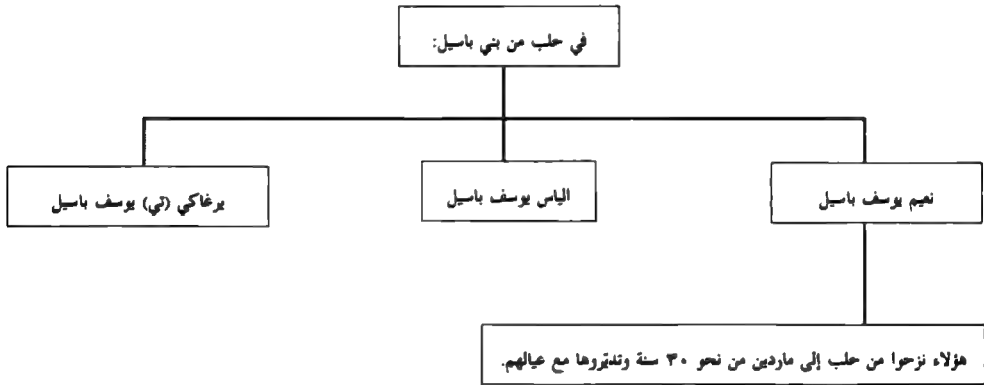 في حلب من بني باسيل:
نعيم يوسف باسيل
الياس يوسف باسيل
يرغاكي (تي) يوسف باسيل
هؤلاء نزحوا من حلب إلى ماردين من نحو ٣٠ سنة وتديّروها مع عيالهم.